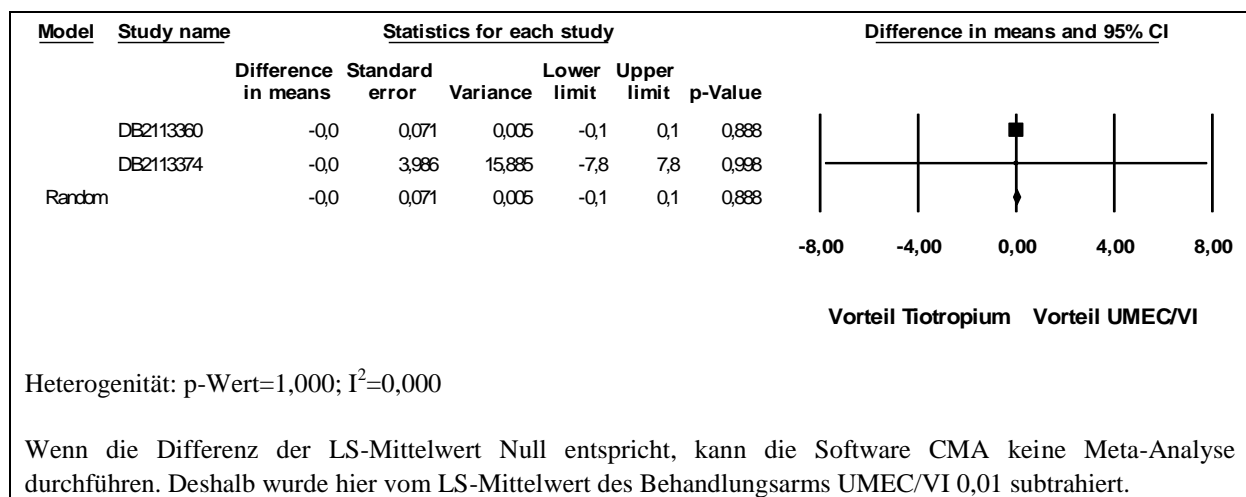 Model Study name Statistics for each study Difference in means and 95% CI
Difference Standard Lower Upper
in means error Variance limit limit p-Value
DB2113360 -0,0 0,071 0,005 -0,1 0,1 0,888
DB2113374 -0,0 3,986 15,885 -7,8 7,8 0,998
Random -0,0 0,071 0,005 -0,1 0,1 0,888
-8,00 -4,00 0,00 4,00 8,00
Vorteil Tiotropium Vorteil UMEC/VI
Heterogenität: p-Wert=1,000; I²=0,000
Wenn die Differenz der LS-Mittelwert Null entspricht, kann die Software CMA keine Meta-Analyse
durchführen. Deshalb wurde hier vom LS-Mittelwert des Behandlungsarms UMEC/VI 0,01 subtrahiert.